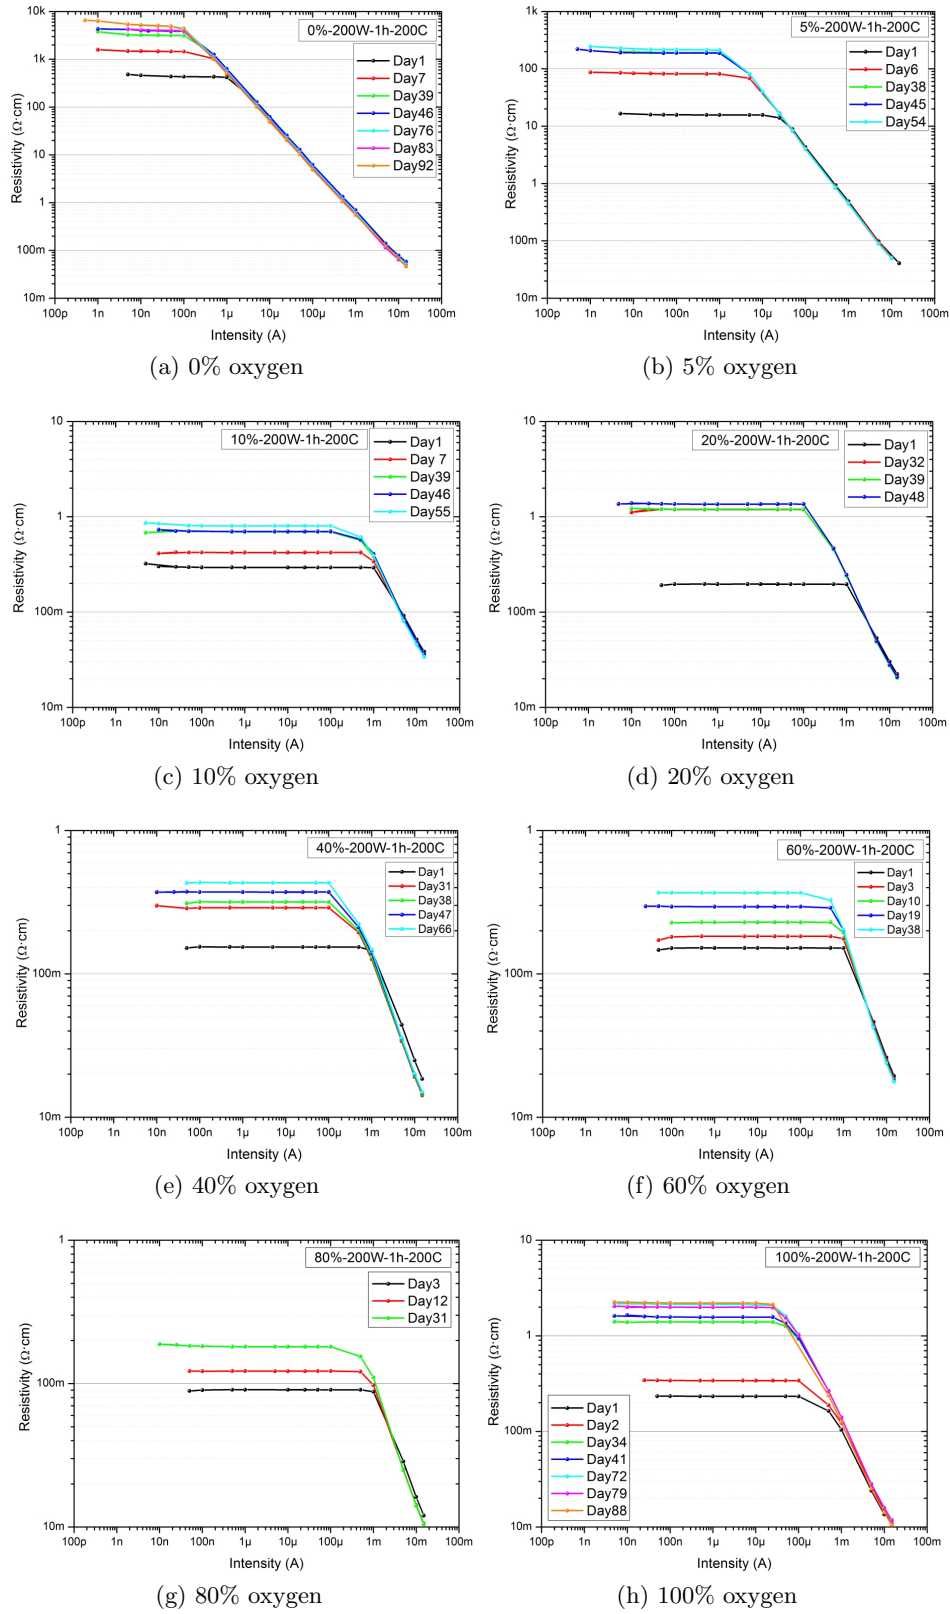 0%-200W-1h-200C
Day1
Day7
Day39
Day46
Day76
Day83
Day92
Resistivity (Ω·cm)
10k
1k
100
10
1
100m
10m
100p 1n 10n 100n 1µ 10µ 100µ 1m 10m 100m
Intensity (A)
(a) 0% oxygen
5%-200W-1h-200C
Day1
Day6
Day38
Day45
Day54
Resistivity (Ω·cm)
1k
100
10
1
100m
10m
100p 1n 10n 100n 1µ 10µ 100µ 1m 10m 100m
Intensity (A)
(b) 5% oxygen
10%-200W-1h-200C
Day1
Day 7
Day39
Day46
Day55
Resistivity (Ω·cm)
10
1
100m
10m
100p 1n 10n 100n 1µ 10µ 100µ 1m 10m 100m
Intensity (A)
(c) 10% oxygen
20%-200W-1h-200C
Day1
Day32
Day39
Day48
Resistivity (Ω·cm)
10
1
100m
10m
100p 1n 10n 100n 1µ 10µ 100µ 1m 10m 100m
Intensity (A)
(d) 20% oxygen
40%-200W-1h-200C
Day1
Day31
Day38
Day47
Day66
Resistivity (Ω·cm)
1
100m
10m
100p 1n 10n 100n 1µ 10µ 100µ 1m 10m 100m
Intensity (A)
(e) 40% oxygen
60%-200W-1h-200C
Day1
Day3
Day10
Day19
Day38
Resistivity (Ω·cm)
1
100m
10m
100p 1n 10n 100n 1µ 10µ 100µ 1m 10m 100m
Intensity (A)
(f) 60% oxygen
80%-200W-1h-200C
Day3
Day12
Day31
Resistivity (Ω·cm)
1
100m
10m
100p 1n 10n 100n 1µ 10µ 100µ 1m 10m 100m
Intensity (A)
(g) 80% oxygen
100%-200W-1h-200C
Day1
Day2
Day34
Day41
Day72
Day79
Day88
Resistivity (Ω·cm)
10
1
100m
10m
100p 1n 10n 100n 1µ 10µ 100µ 1m 10m 100m
Intensity (A)
(h) 100% oxygen